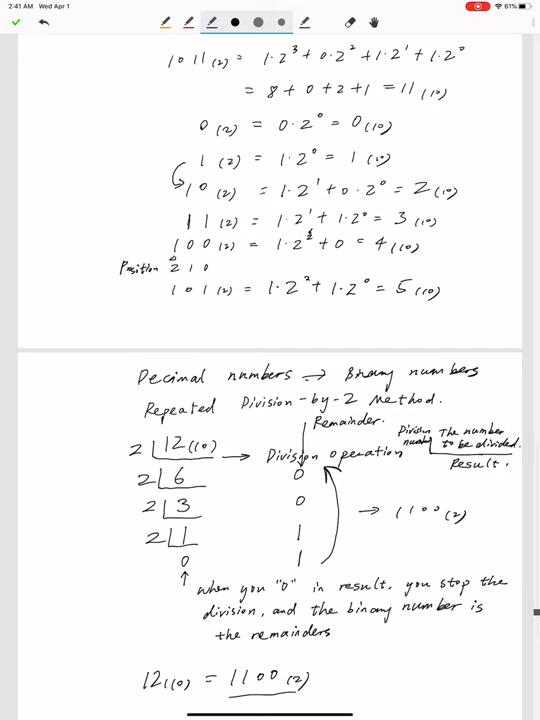 2:41 AM Wed Apr 1
61%
1011(2) = 1·2³ + 0·2² + 1·2¹ + 1·2⁰
= 8 + 0 + 2 + 1 = 11(10)
0(2) = 0·2⁰ = 0(10)
1(2) = 1·2⁰ = 1(10)
10(2) = 1·2¹ + 0·2⁰ = 2(10)
11(2) = 1·2¹ + 1·2⁰ = 3(10)
100(2) = 1·2² + 0 = 4(10)
Position 2 1 0
101(2) = 1·2² + 1·2⁰ = 5(10)
Decimal numbers → Binary numbers
Repeated Division-by-2 Method.
Remainder.
2 12(10) → Division operation
Division number The number to be divided.
Result.
2 6 0
2 3 0
2 1 1
0 1
→ 1100(2)
when you "0" in result, you stop the
division, and the binary number is
the remainders
12(10) = 1100(2)